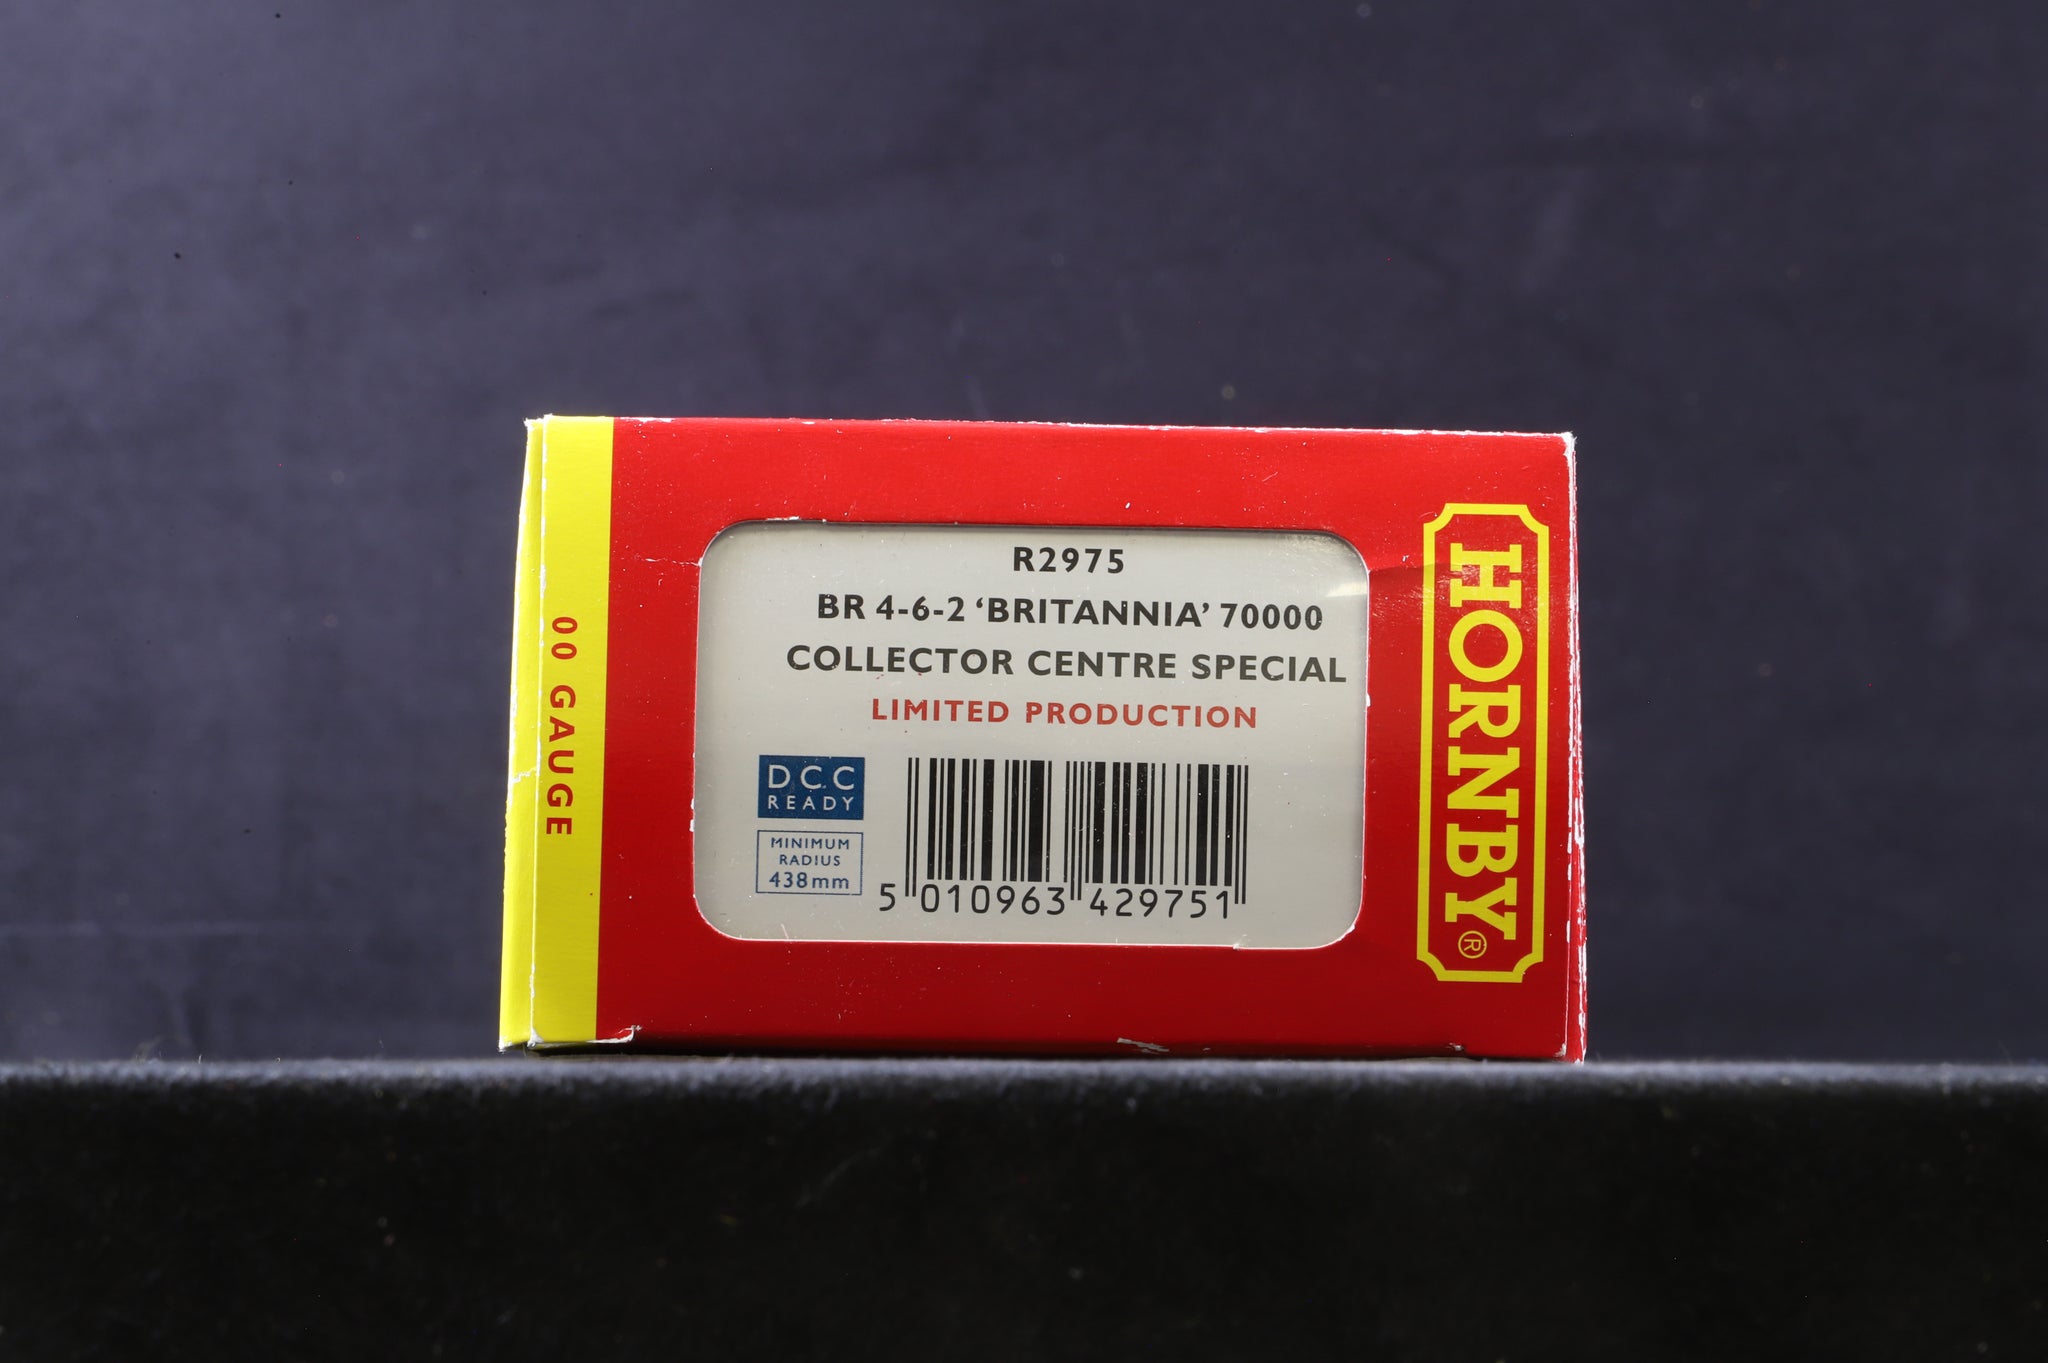 00 GAUGE
R2975
BR 4-6-2 ‘BRITANNIA’ 70000
COLLECTOR CENTRE SPECIAL
LIMITED PRODUCTION
DCC
READY
MINIMUM
RADIUS
438mm
5 010963 429751
HORNBY®